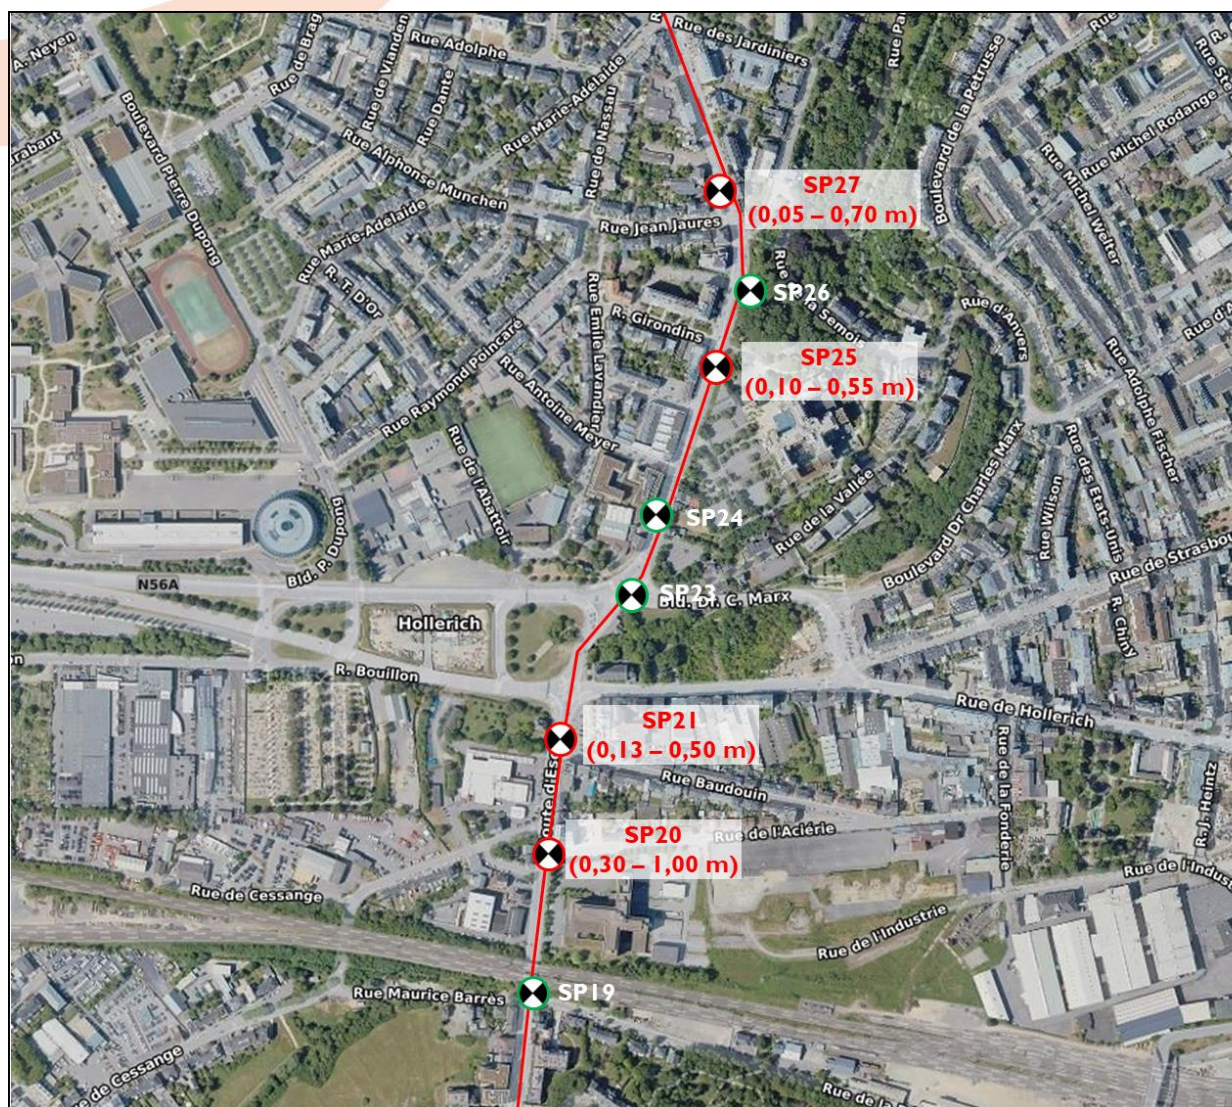 Rue des Jardiniers
A. Neyen
Rue Adolphe
Rue de Vianden
Rue Dante
Rue Marie-Adélaïde
Rue de Nassau
Boulevard de la Pétrusse
Rue Michel Rodange
Rue Michel Welter
Boulevard Pierre Dupong
Rue Alphonse Munchen
SP27
(0,05 – 0,70 m)
Rue Marie-Adélaïde
Rue Jean Jaures
R. T. D'Or
SP26
Rue d'Anvers
Rue Emile Lavandier
R. Girondins
SP25
(0,10 – 0,55 m)
Rue Raymond Poincaré
Rue Antoine Meyer
Rue Adolphe Fischer
Rue de l'Abattoir
Boulevard Dr Charles Marx
Rue des Etats-Unis
Rue Wilson
Rue de la Vallée
SP24
Bld. P. Dupong
N56A
SP23
Bld. Dr. C. Marx
R. Chiny
Hollerich
R. Bouillon
Rue de Hollerich
SP21
(0,13 – 0,50 m)
Rue Baudouin
Rue de la Fonderie
R. J. Heintz
SP20
(0,30 – 1,00 m)
Rue de l'Aciérie
Rue de Cessange
Rue de l'Industrie
SP19
Rue Maurice Barrès